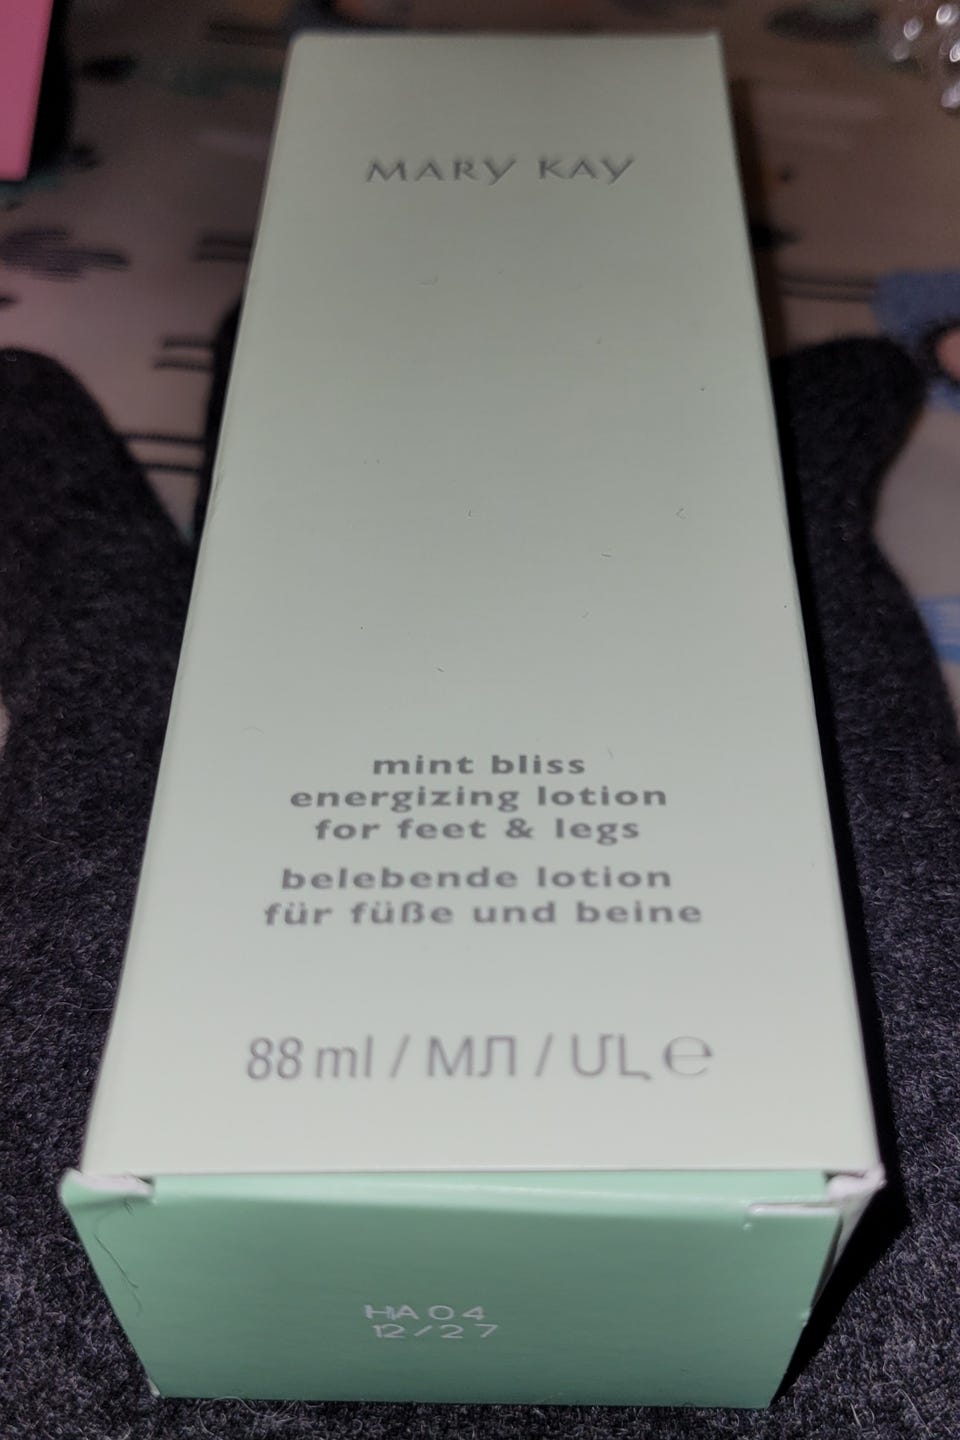 MARY KAY
mint bliss
energizing lotion
for feet & legs
belebende lotion
für füße und beine
88 ml / МЛ / ՄԼ ℮
HA04
12/27